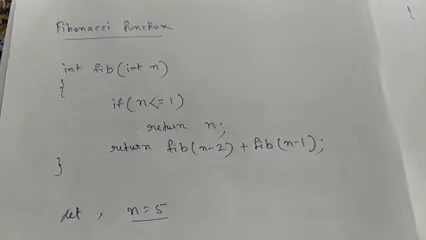 Fibonacci function
int fib(int n)
{
if(n<=1)
return n;
return fib(n-2) + fib(n-1);
}
let , n=5
{